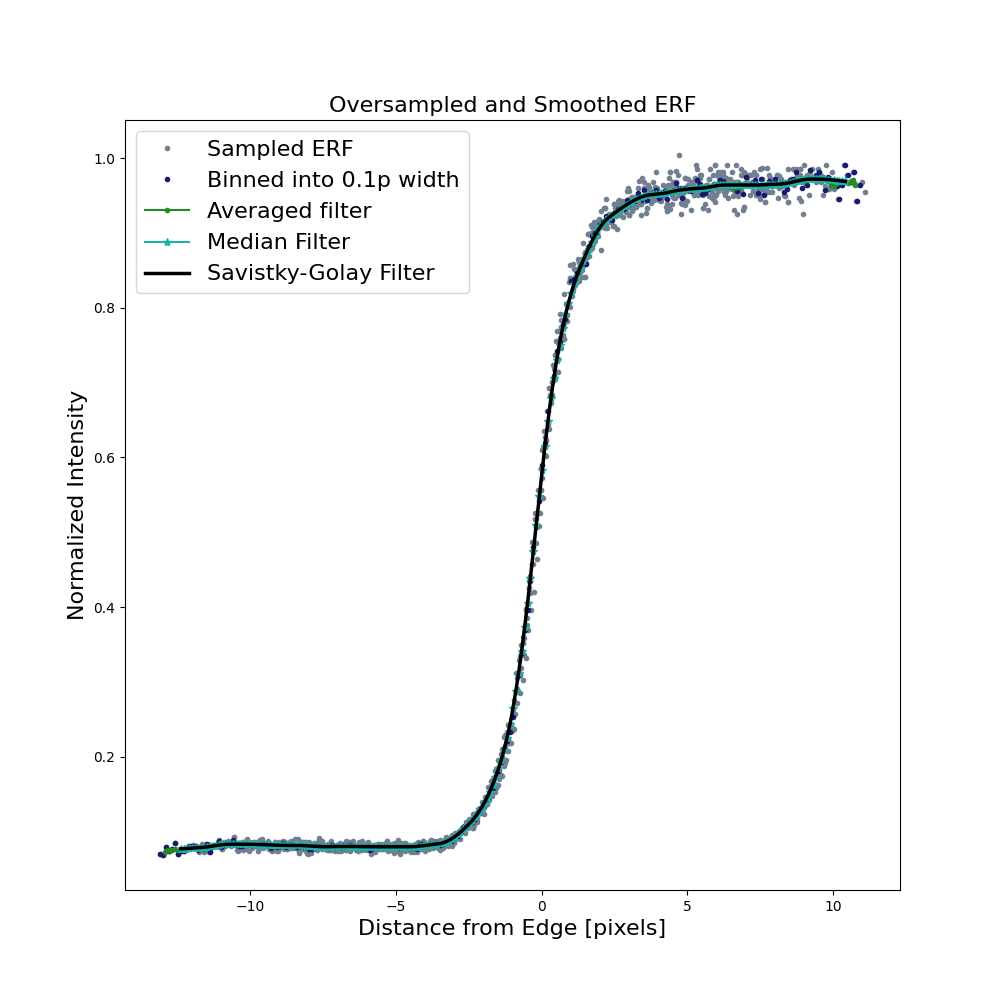 Oversampled and Smoothed ERF
Sampled ERF
Binned into 0.1p width
Averaged filter
Median Filter
Savistky-Golay Filter
1.0
0.8
0.6
0.4
0.2
Normalized Intensity
−10
−5
0
5
10
Distance from Edge [pixels]